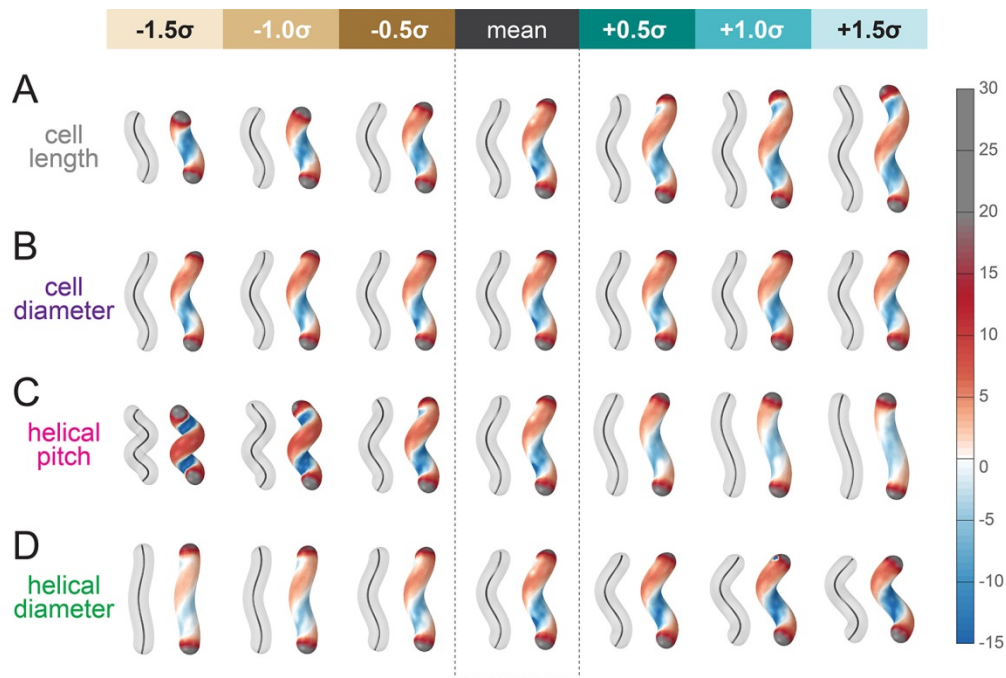 -1.5σ -1.0σ -0.5σ mean +0.5σ +1.0σ +1.5σ
A
cell
length
B
cell
diameter
C
helical
pitch
D
helical
diameter
30
25
20
15
10
5
0
-5
-10
-15